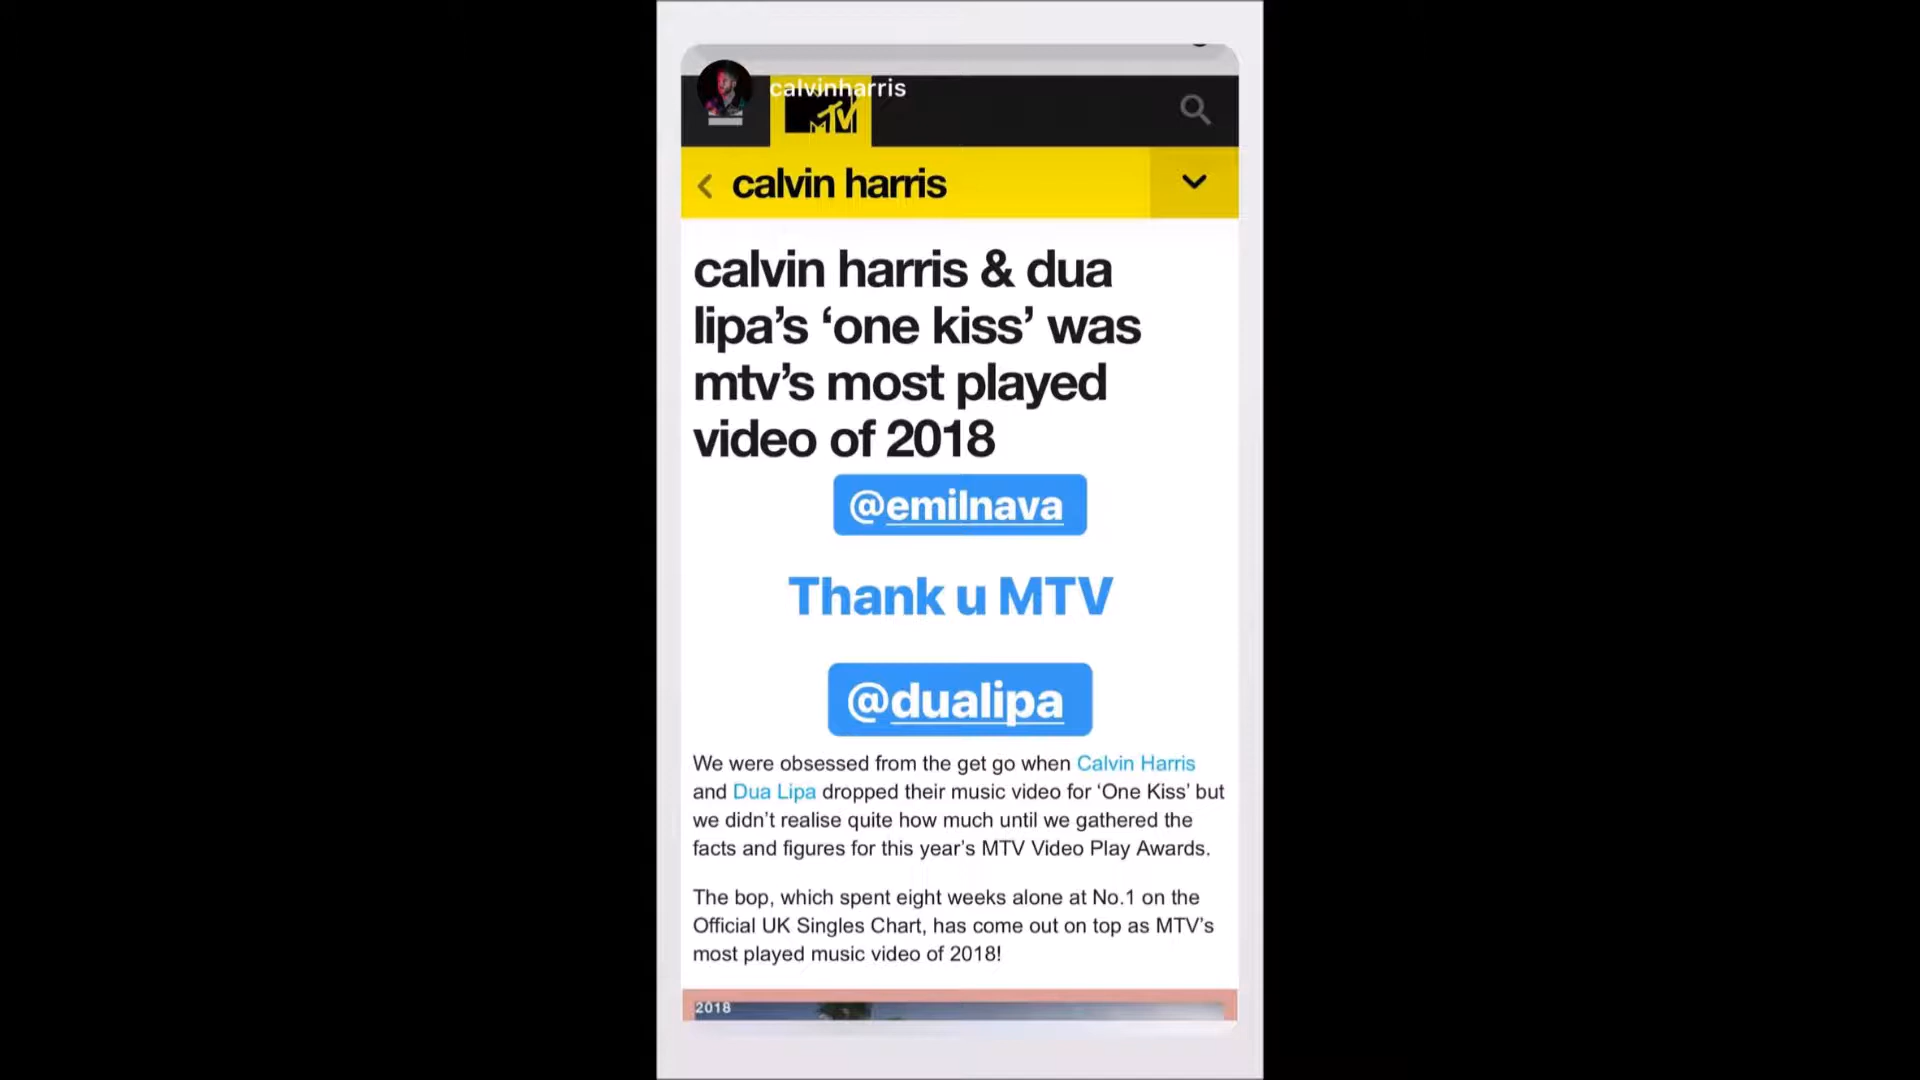 calvinharris
MTV
calvin harris
calvin harris & dua
lipa’s ‘one kiss’ was
mtv’s most played
video of 2018
@emilnava
Thank u MTV
@dualipa
We were obsessed from the get go when Calvin Harris
and Dua Lipa dropped their music video for ‘One Kiss’ but
we didn’t realise quite how much until we gathered the
facts and figures for this year’s MTV Video Play Awards.
The bop, which spent eight weeks alone at No.1 on the
Official UK Singles Chart, has come out on top as MTV’s
most played music video of 2018!
2018